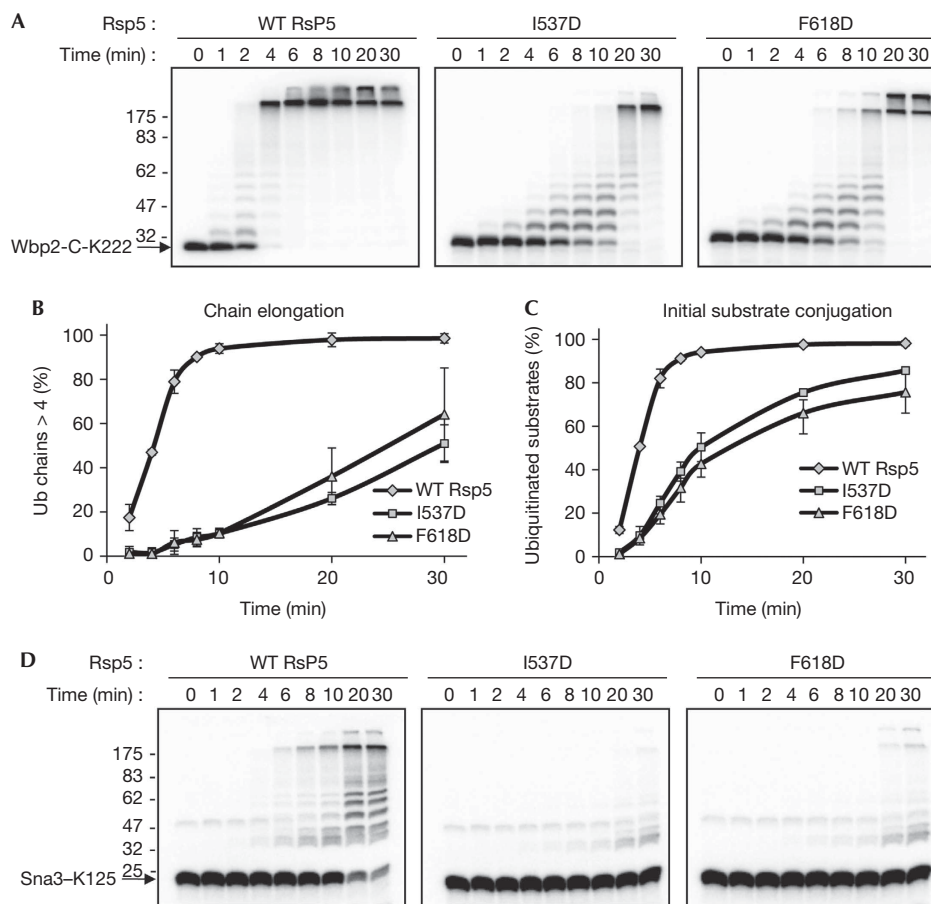 A
Rsp5 : WT RsP5 I537D F618D
Time (min) : 0 1 2 4 6 8 10 20 30 0 1 2 4 6 8 10 20 30 0 1 2 4 6 8 10 20 30
175 -
83 -
62 -
47 -
32 -
Wbp2-C-K222
B Chain elongation
Ub chains > 4 (%)
100
80
60
40
20
0
WT Rsp5
I537D
F618D
0 10 20 30
Time (min)
C Initial substrate conjugation
Ubiquitinated substrates (%)
100
80
60
40
20
0
WT Rsp5
I537D
F618D
0 10 20 30
Time (min)
D
Rsp5 : WT RsP5 I537D F618D
Time (min) : 0 1 2 4 6 8 10 20 30 0 1 2 4 6 8 10 20 30 0 1 2 4 6 8 10 20 30
175 -
83 -
62 -
47 -
32 -
25 -
Sna3–K125